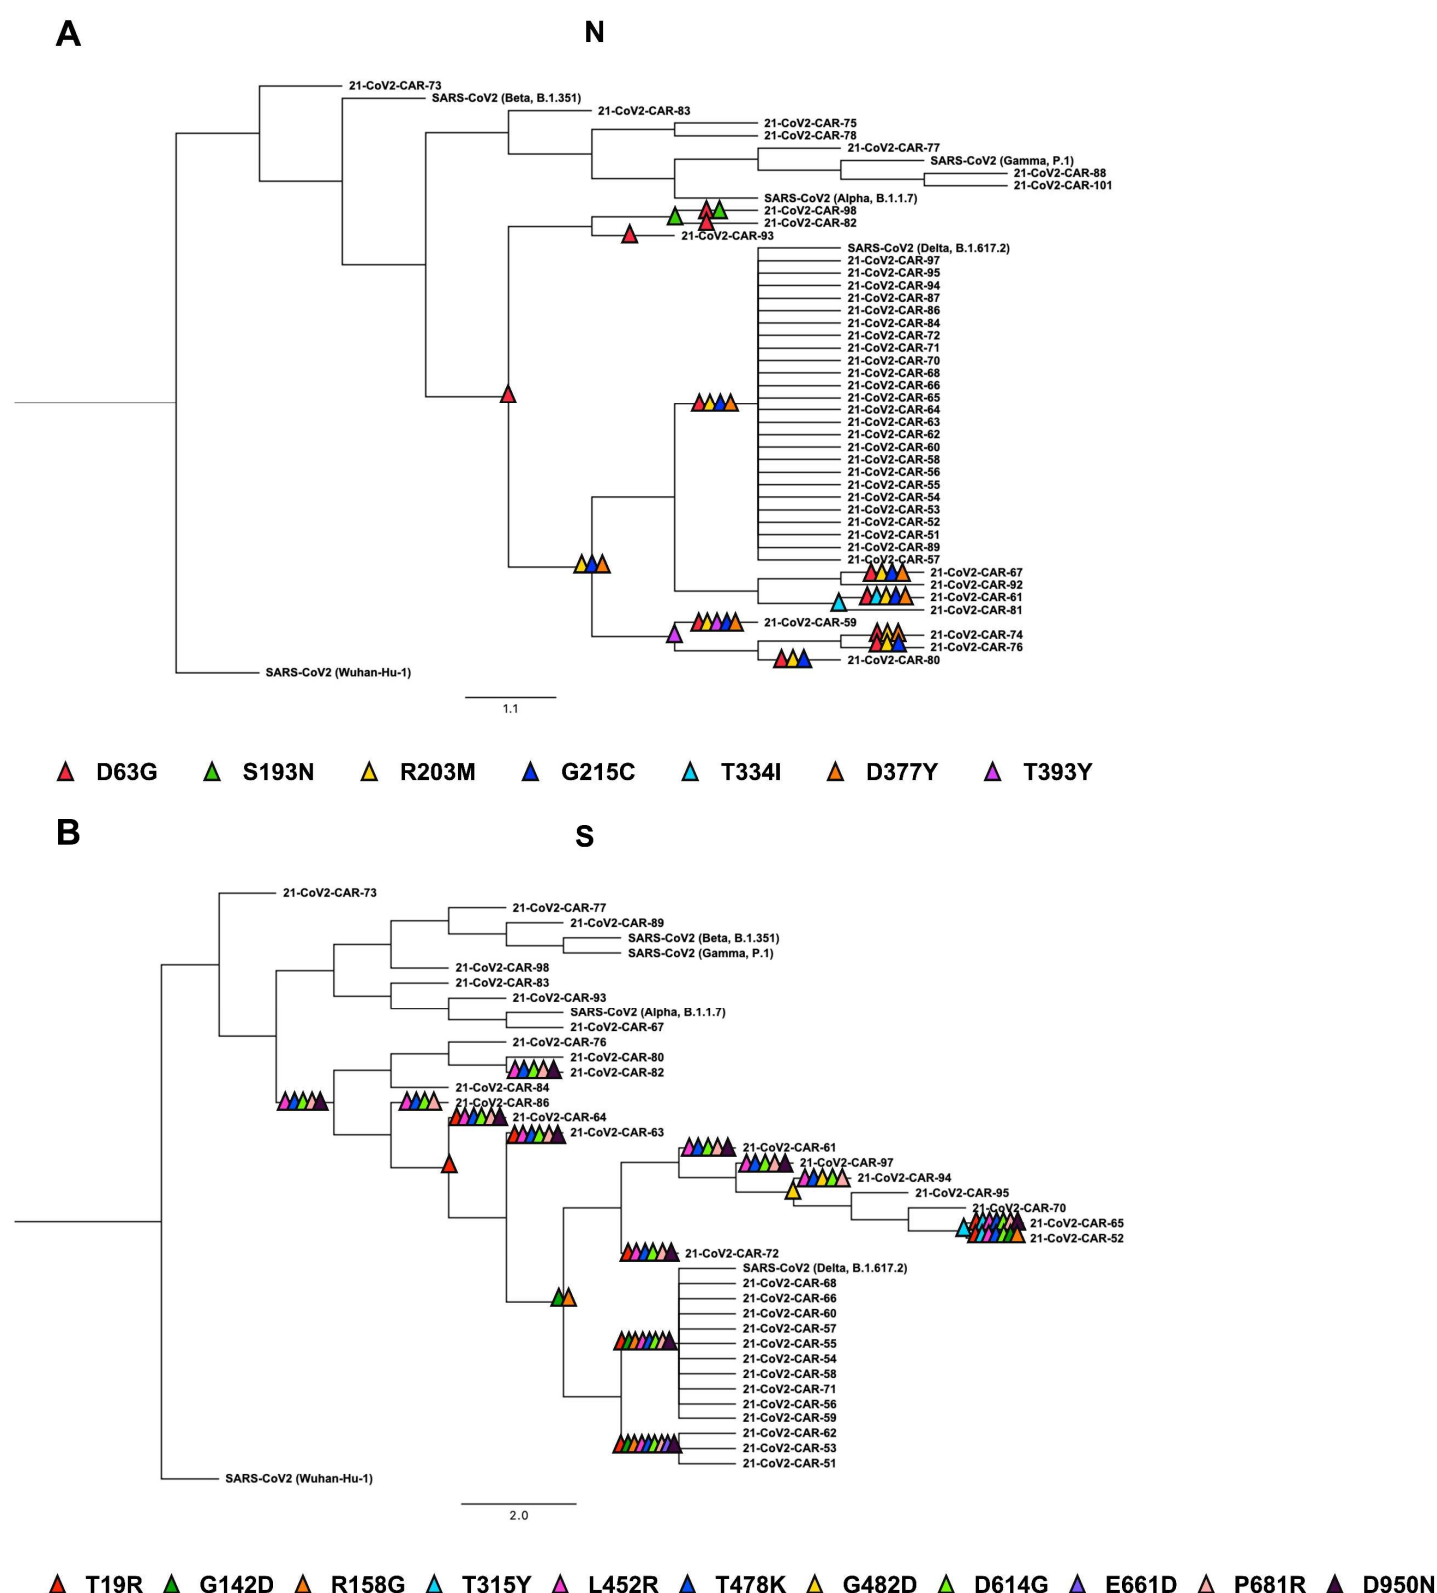 A
N
21-CoV2-CAR-73
SARS-CoV2 (Beta, B.1.351)
21-CoV2-CAR-83
21-CoV2-CAR-75
21-CoV2-CAR-78
21-CoV2-CAR-77
SARS-CoV2 (Gamma, P.1)
21-CoV2-CAR-88
21-CoV2-CAR-101
SARS-CoV2 (Alpha, B.1.1.7)
21-CoV2-CAR-98
21-CoV2-CAR-82
21-CoV2-CAR-93
SARS-CoV2 (Delta, B.1.617.2)
21-CoV2-CAR-97
21-CoV2-CAR-95
21-CoV2-CAR-94
21-CoV2-CAR-87
21-CoV2-CAR-86
21-CoV2-CAR-84
21-CoV2-CAR-72
21-CoV2-CAR-71
21-CoV2-CAR-70
21-CoV2-CAR-68
21-CoV2-CAR-66
21-CoV2-CAR-65
21-CoV2-CAR-64
21-CoV2-CAR-63
21-CoV2-CAR-62
21-CoV2-CAR-60
21-CoV2-CAR-58
21-CoV2-CAR-56
21-CoV2-CAR-55
21-CoV2-CAR-54
21-CoV2-CAR-53
21-CoV2-CAR-52
21-CoV2-CAR-51
21-CoV2-CAR-89
21-CoV2-CAR-57
21-CoV2-CAR-67
21-CoV2-CAR-92
21-CoV2-CAR-61
21-CoV2-CAR-81
21-CoV2-CAR-59
21-CoV2-CAR-74
21-CoV2-CAR-76
21-CoV2-CAR-80
SARS-CoV2 (Wuhan-Hu-1)
1.1
D63G S193N R203M G215C T334I D377Y T393Y
B
S
21-CoV2-CAR-73
21-CoV2-CAR-77
21-CoV2-CAR-89
SARS-CoV2 (Beta, B.1.351)
SARS-CoV2 (Gamma, P.1)
21-CoV2-CAR-98
21-CoV2-CAR-83
21-CoV2-CAR-93
SARS-CoV2 (Alpha, B.1.1.7)
21-CoV2-CAR-67
21-CoV2-CAR-76
21-CoV2-CAR-80
21-CoV2-CAR-82
21-CoV2-CAR-84
21-CoV2-CAR-86
21-CoV2-CAR-64
21-CoV2-CAR-63
21-CoV2-CAR-61
21-CoV2-CAR-97
21-CoV2-CAR-94
21-CoV2-CAR-95
21-CoV2-CAR-70
21-CoV2-CAR-65
21-CoV2-CAR-52
21-CoV2-CAR-72
SARS-CoV2 (Delta, B.1.617.2)
21-CoV2-CAR-68
21-CoV2-CAR-66
21-CoV2-CAR-60
21-CoV2-CAR-57
21-CoV2-CAR-55
21-CoV2-CAR-54
21-CoV2-CAR-58
21-CoV2-CAR-71
21-CoV2-CAR-56
21-CoV2-CAR-59
21-CoV2-CAR-62
21-CoV2-CAR-53
21-CoV2-CAR-51
SARS-CoV2 (Wuhan-Hu-1)
2.0
T19R G142D R158G T315Y L452R T478K G482D D614G E661D P681R D950N